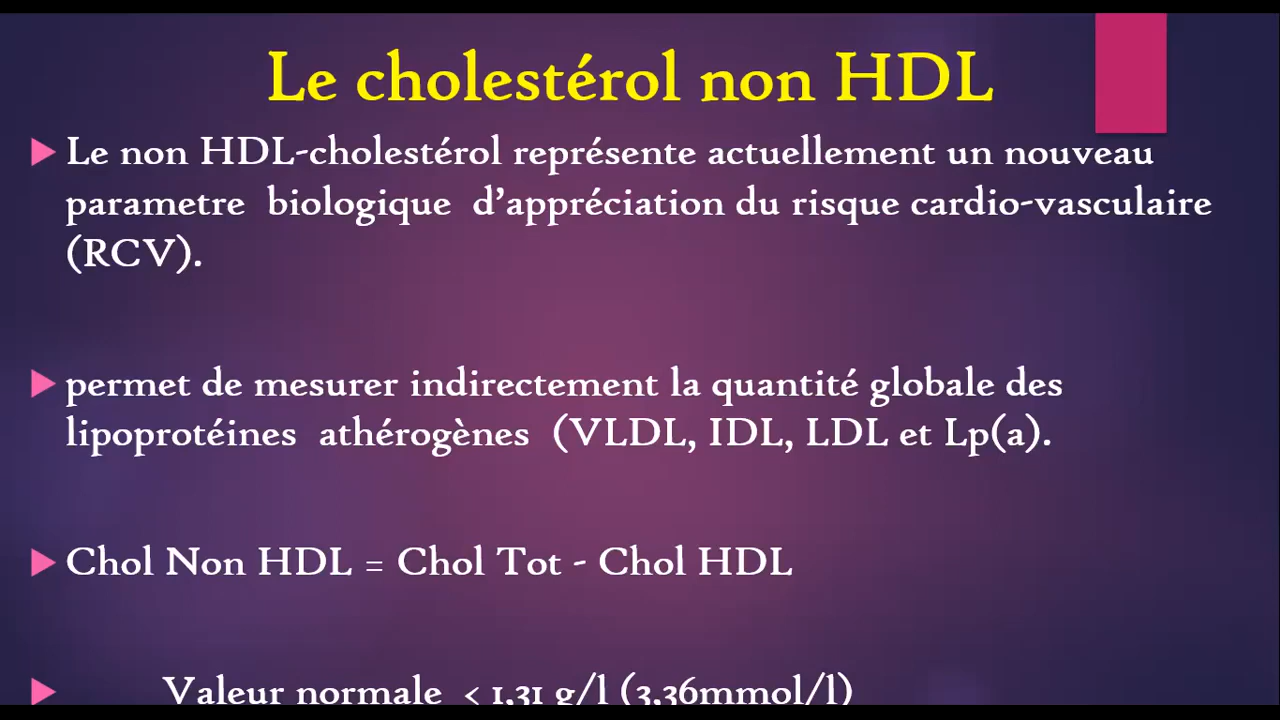 Le cholestérol non HDL
Le non HDL-cholestérol représente actuellement un nouveau
parametre biologique d'appréciation du risque cardio-vasculaire
(RCV).
permet de mesurer indirectement la quantité globale des
lipoprotéines athérogènes (VLDL, IDL, LDL et Lp(a).
Chol Non HDL = Chol Tot - Chol HDL
Valeur normale < 1,31 g/l (3,36mmol/l)